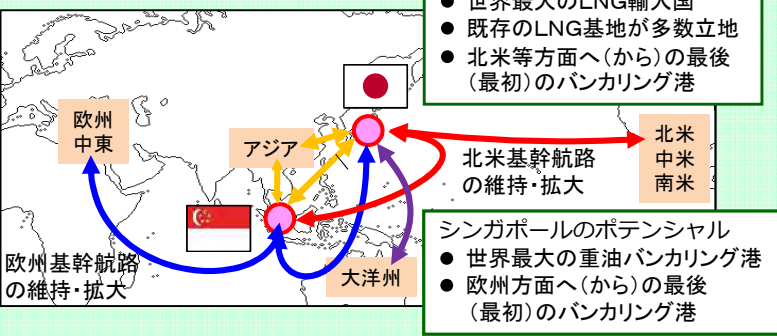 ● 世界最大のLNG輸入国
● 既存のLNG基地が多数立地
● 北米等方面へ(から)の最後
(最初)のバンカリング港
欧州
中東
アジア
北米基幹航路
の維持・拡大
北米
中米
南米
欧州基幹航路
の維持・拡大
大洋州
シンガポールのポテンシャル
● 世界最大の重油バンカリング港
● 欧州方面へ(から)の最後
(最初)のバンカリング港